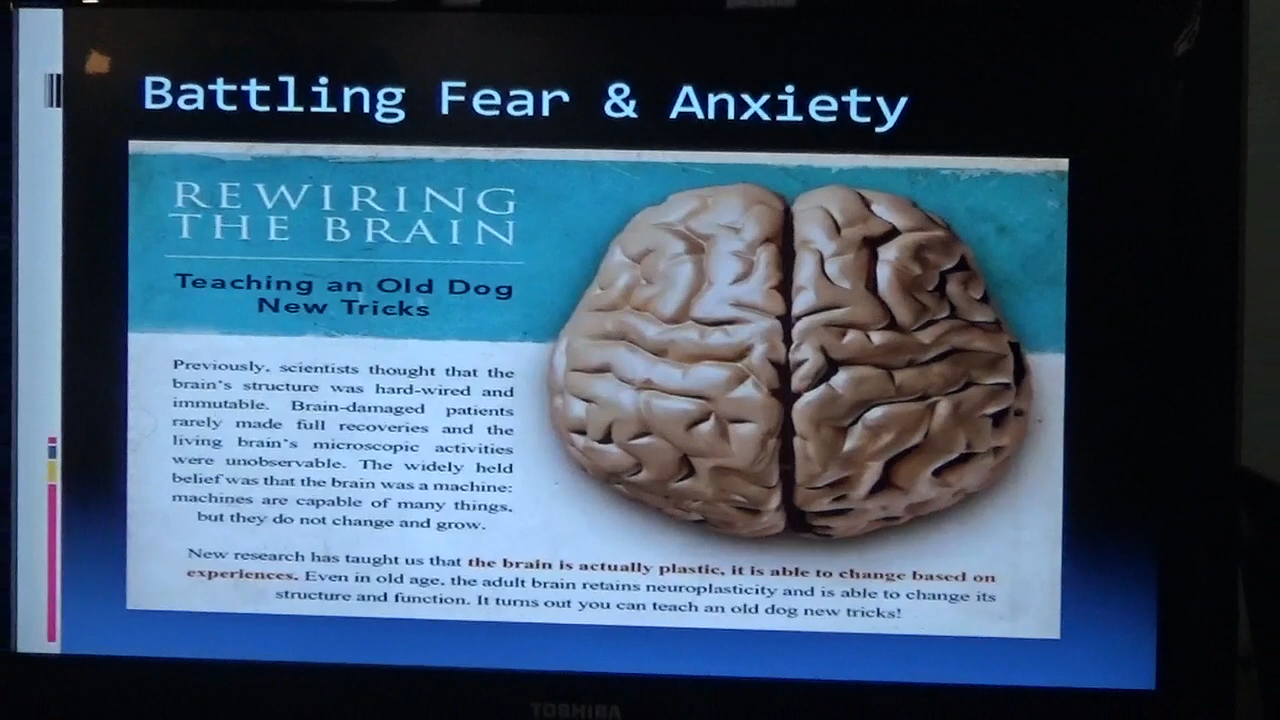 Battling Fear & Anxiety
REWIRING
THE BRAIN
Teaching an Old Dog
New Tricks
Previously, scientists thought that the
brain's structure was hard-wired and
immutable. Brain-damaged patients
rarely made full recoveries and the
living brain's microscopic activities
were unobservable. The widely held
belief was that the brain was a machine:
machines are capable of many things,
but they do not change and grow.
New research has taught us that the brain is actually plastic, it is able to change based on
experiences. Even in old age, the adult brain retains neuroplasticity and is able to change its
structure and function. It turns out you can teach an old dog new tricks!
TOSHIBA